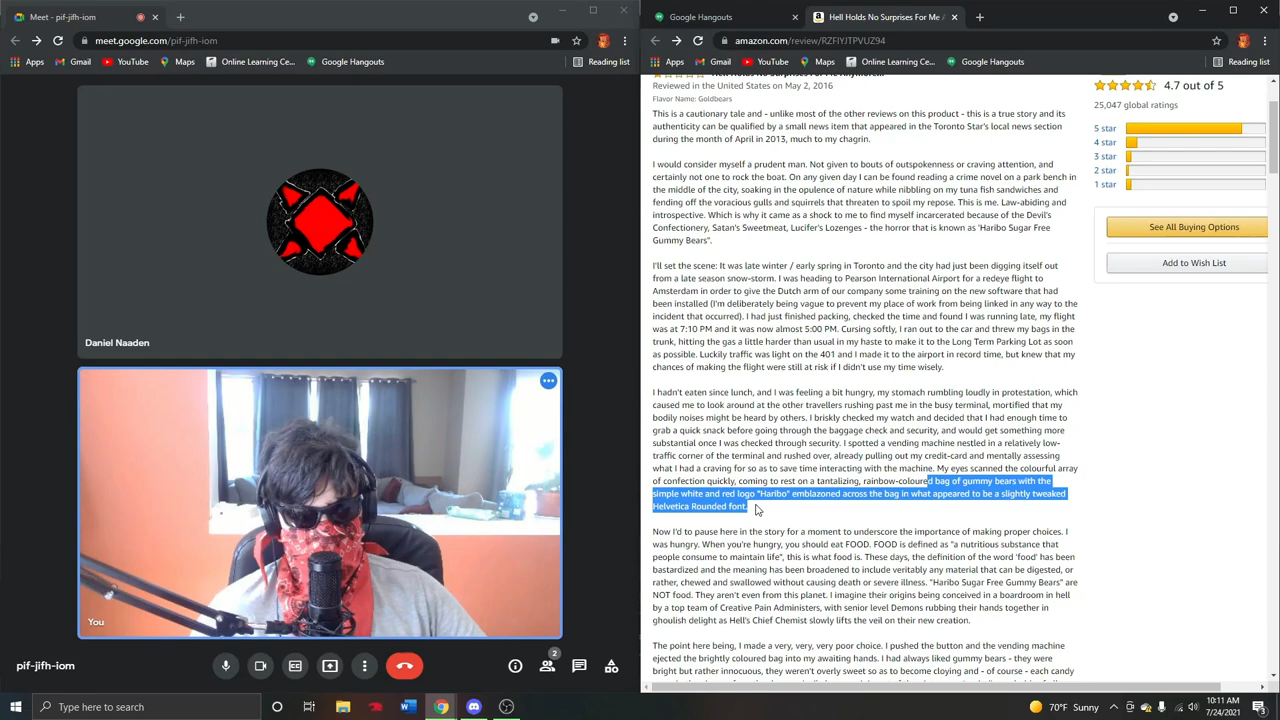 Meet - pif-jifh-iom
Google Hangouts
Hell Holds No Surprises For Me A
meet.google.com/pif-jifh-iom
amazon.com/review/RZFIYJTPVUZ94
Apps
Gmail
YouTube
Maps
Online Learning Ce...
Google Hangouts
Reading list
Apps
Gmail
YouTube
Maps
Online Learning Ce...
Google Hangouts
Reading list
Daniel Naaden
You
pif-jifh-iom
2
Reviewed in the United States on May 2, 2016
Flavor Name: Goldbears
This is a cautionary tale and - unlike most of the other reviews on this product - this is a true story and its
authenticity can be qualified by a small news item that appeared in the Toronto Star's local news section
during the month of April in 2013, much to my chagrin.
I would consider myself a prudent man. Not given to bouts of outspokenness or craving attention, and
certainly not one to rock the boat. On any given day I can be found reading a crime novel on a park bench in
the middle of the city, soaking in the opulence of nature while nibbling on my tuna fish sandwiches and
fending off the voracious gulls and squirrels that threaten to spoil my repose. This is me. Law-abiding and
introspective. Which is why it came as a shock to me to find myself incarcerated because of the Devil's
Confectionery, Satan's Sweetmeat, Lucifer's Lozenges - the horror that is known as 'Haribo Sugar Free
Gummy Bears".
I'll set the scene: It was late winter / early spring in Toronto and the city had just been digging itself out
from a late season snow-storm. I was heading to Pearson International Airport for a redeye flight to
Amsterdam in order to give the Dutch arm of our company some training on the new software that had
been installed (I'm deliberately being vague to prevent my place of work from being linked in any way to the
incident that occurred). I had just finished packing, checked the time and found I was running late, my flight
was at 7:10 PM and it was now almost 5:00 PM. Cursing softly, I ran out to the car and threw my bags in the
trunk, hitting the gas a little harder than usual in my haste to make it to the Long Term Parking Lot as soon
as possible. Luckily traffic was light on the 401 and I made it to the airport in record time, but knew that my
chances of making the flight were still at risk if I didn't use my time wisely.
I hadn't eaten since lunch, and I was feeling a bit hungry, my stomach rumbling loudly in protestation, which
caused me to look around at the other travellers rushing past me in the busy terminal, mortified that my
bodily noises might be heard by others. I briskly checked my watch and decided that I had enough time to
grab a quick snack before going through the baggage check and security, and would get something more
substantial once I was checked through security. I spotted a vending machine nestled in a relatively low-
traffic corner of the terminal and rushed over, already pulling out my credit-card and mentally assessing
what I had a craving for so as to save time interacting with the machine. My eyes scanned the colourful array
of confection quickly, coming to rest on a tantalizing, rainbow-coloured bag of gummy bears with the
simple white and red logo "Haribo" emblazoned across the bag in what appeared to be a slightly tweaked
Helvetica Rounded font.
Now I'd to pause here in the story for a moment to underscore the importance of making proper choices. I
was hungry. When you're hungry, you should eat FOOD. FOOD is defined as "a nutritious substance that
people consume to maintain life", this is what food is. These days, the definition of the word 'food' has been
bastardized and the meaning has been broadened to include veritably any material that can be digested, or
rather, chewed and swallowed without causing death or severe illness. "Haribo Sugar Free Gummy Bears" are
NOT food. They aren't even from this planet. I imagine their origins being conceived in a boardroom in hell
by a top team of Creative Pain Administers, with senior level Demons rubbing their hands together in
ghoulish delight as Hell's Chief Chemist slowly lifts the veil on their new creation.
The point here being, I made a very, very, very poor choice. I pushed the button and the vending machine
ejected the brightly coloured bag into my awaiting hands. I had always liked gummy bears - they were
bright but rather innocuous, they weren't overly sweet so as to become cloying and - of course - each candy
4.7 out of 5
25,047 global ratings
5 star
4 star
3 star
2 star
1 star
See All Buying Options
Add to Wish List
Type here to search
70°F Sunny
10:11 AM
7/24/2021